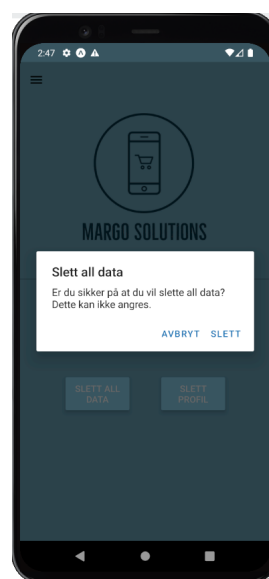 2:47
MARGO SOLUTIONS
Slett all data
Er du sikker på at du vil slette all data?
Dette kan ikke angres.
AVBRYT SLETT
SLETT ALL SLETT
DATA PROFIL